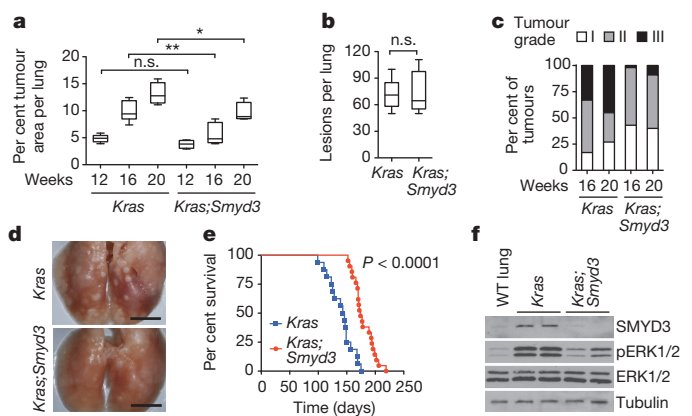 a
Per cent tumour
area per lung
20
15
10
5
0
n.s.
**
*
Weeks 12 16 20 12 16 20
Kras Kras;Smyd3
b
Lesions per lung
120
90
60
30
0
n.s.
Kras
Kras;
Smyd3
c
Tumour
grade
I II III
Per cent of
tumours
100
75
50
25
0
Weeks 16 20 16 20
Kras Kras;
Smyd3
d
Kras
Kras;Smyd3
e
Per cent survival
100
75
50
25
0
P < 0.0001
Kras
Kras;
Smyd3
0 50 100 150 200 250
Time (days)
f
WT lung
Kras
Kras;
Smyd3
SMYD3
pERK1/2
ERK1/2
Tubulin